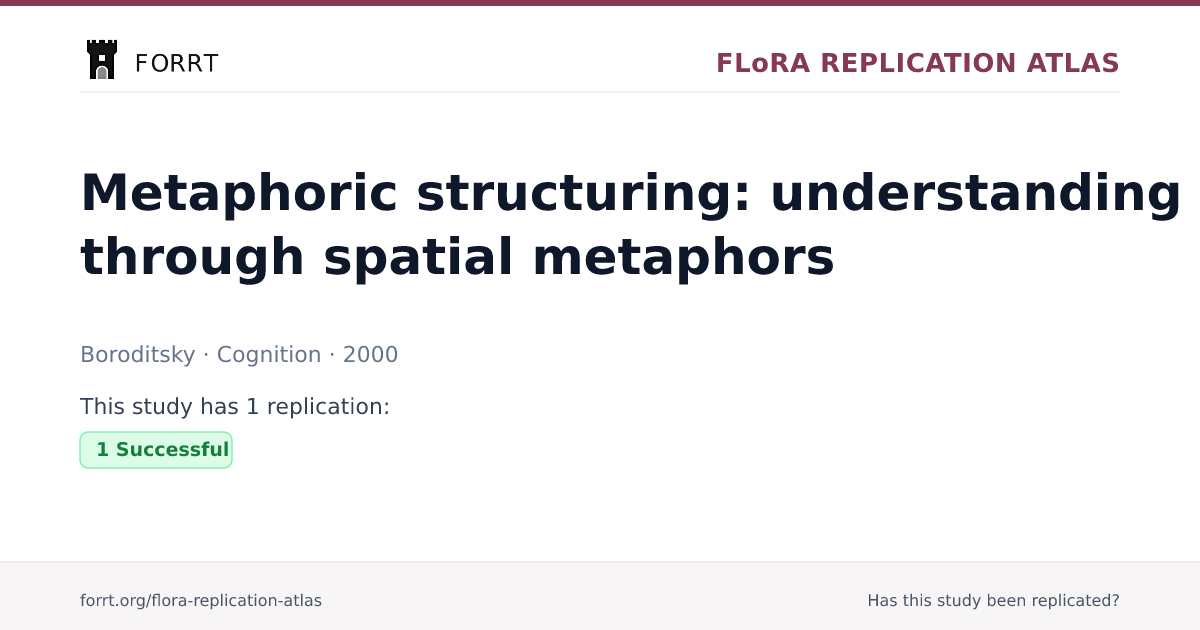 FORRT
FLoRA REPLICATION ATLAS
Metaphoric structuring: understanding
through spatial metaphors
Boroditsky · Cognition · 2000
This study has 1 replication:
1 Successful
forrt.org/flora-replication-atlas
Has this study been replicated?